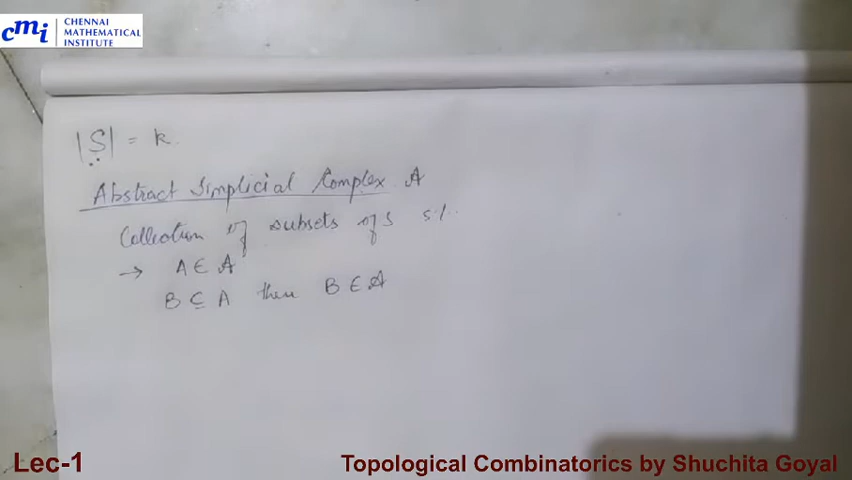 cmi CHENNAI
MATHEMATICAL
INSTITUTE
|S| = k
Abstract Simplicial Complex 𝒜
Collection of subsets of S s.t.
→ A ∈ 𝒜
B ⊆ A then B ∈ 𝒜
Lec-1
Topological Combinatorics by Shuchita Goyal